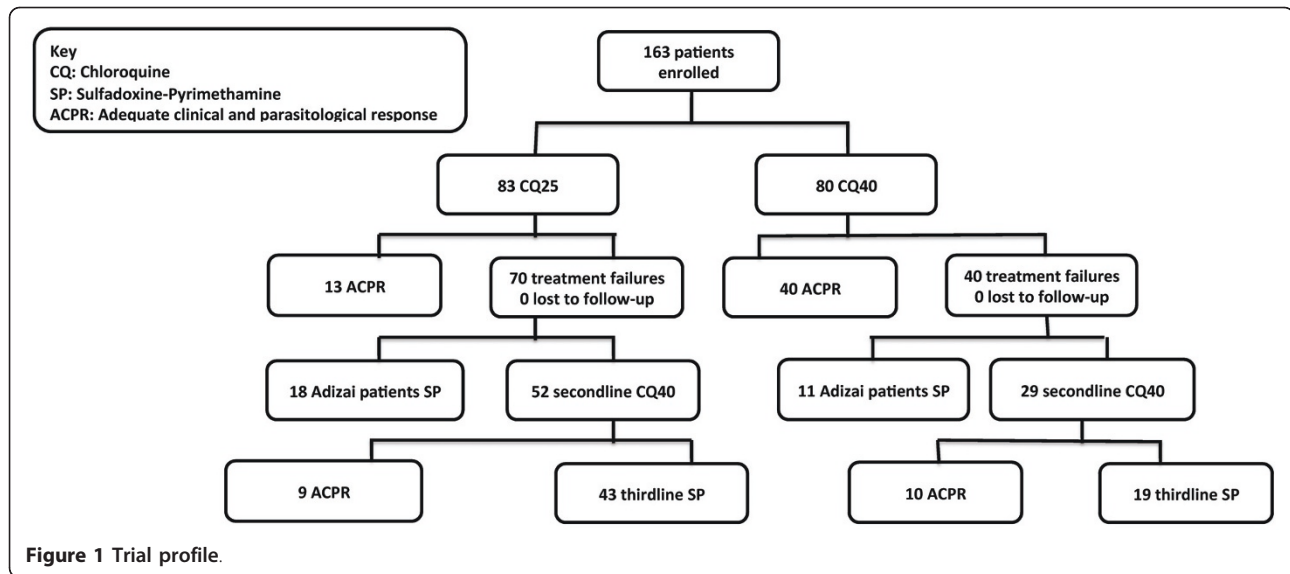 Key
CQ: Chloroquine
SP: Sulfadoxine-Pyrimethamine
ACPR: Adequate clinical and parasitological response
163 patients
enrolled
83 CQ25
80 CQ40
13 ACPR
70 treatment failures
0 lost to follow-up
40 ACPR
40 treatment failures
0 lost to follow-up
18 Adizai patients SP
52 secondline CQ40
11 Adizai patients SP
29 secondline CQ40
9 ACPR
43 thirdline SP
10 ACPR
19 thirdline SP
Figure 1 Trial profile.